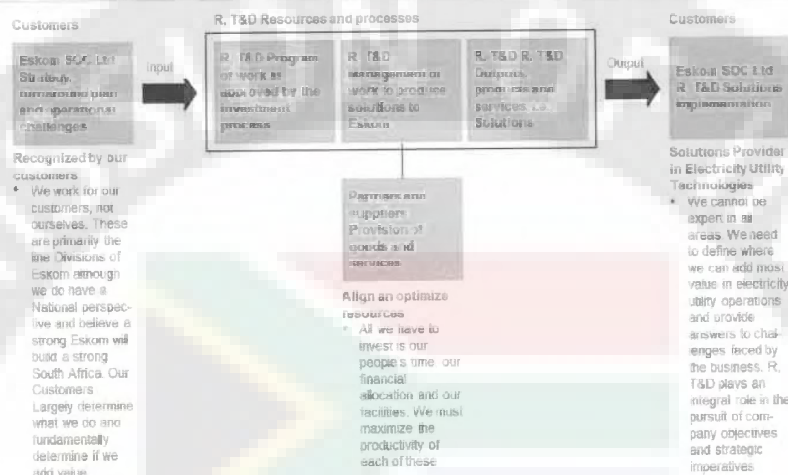 Customers
Eskom SOC Ltd
Strategy,
turnaround plan
and operational
challenges
Recognized by our
customers
• We work for our
customers, not
ourselves. These
are primarily the
line Divisions of
Eskom although
we do have a
National perspec-
tive and believe a
strong Eskom will
build a strong
South Africa. Our
Customers
Largely determine
what we do and
fundamentally
determine if we
add value
Input
R, T&D Resources and processes
R, T&D Program
of work as
approved by the
investment
process
R, T&D
management of
work to produce
solutions to
Eskom
R, T&D R, T&D
Outputs,
products and
services, i.e.
Solutions
Partners and
suppliers
Provision of
goods and
services
Align an optimize
resources
• All we have to
invest is our
people's time, our
financial
allocation and our
facilities. We must
maximize the
productivity of
each of these
Output
Customers
Eskom SOC Ltd
R, T&D Solutions
implementation
Solutions Provider
in Electricity Utility
Technologies
• We cannot be
expert in all
areas. We need
to define where
we can add most
value in electricity
utility operations
and provide
answers to chal-
lenges faced by
the business. R,
T&D plays an
integral role in the
pursuit of com-
pany objectives
and strategic
imperatives